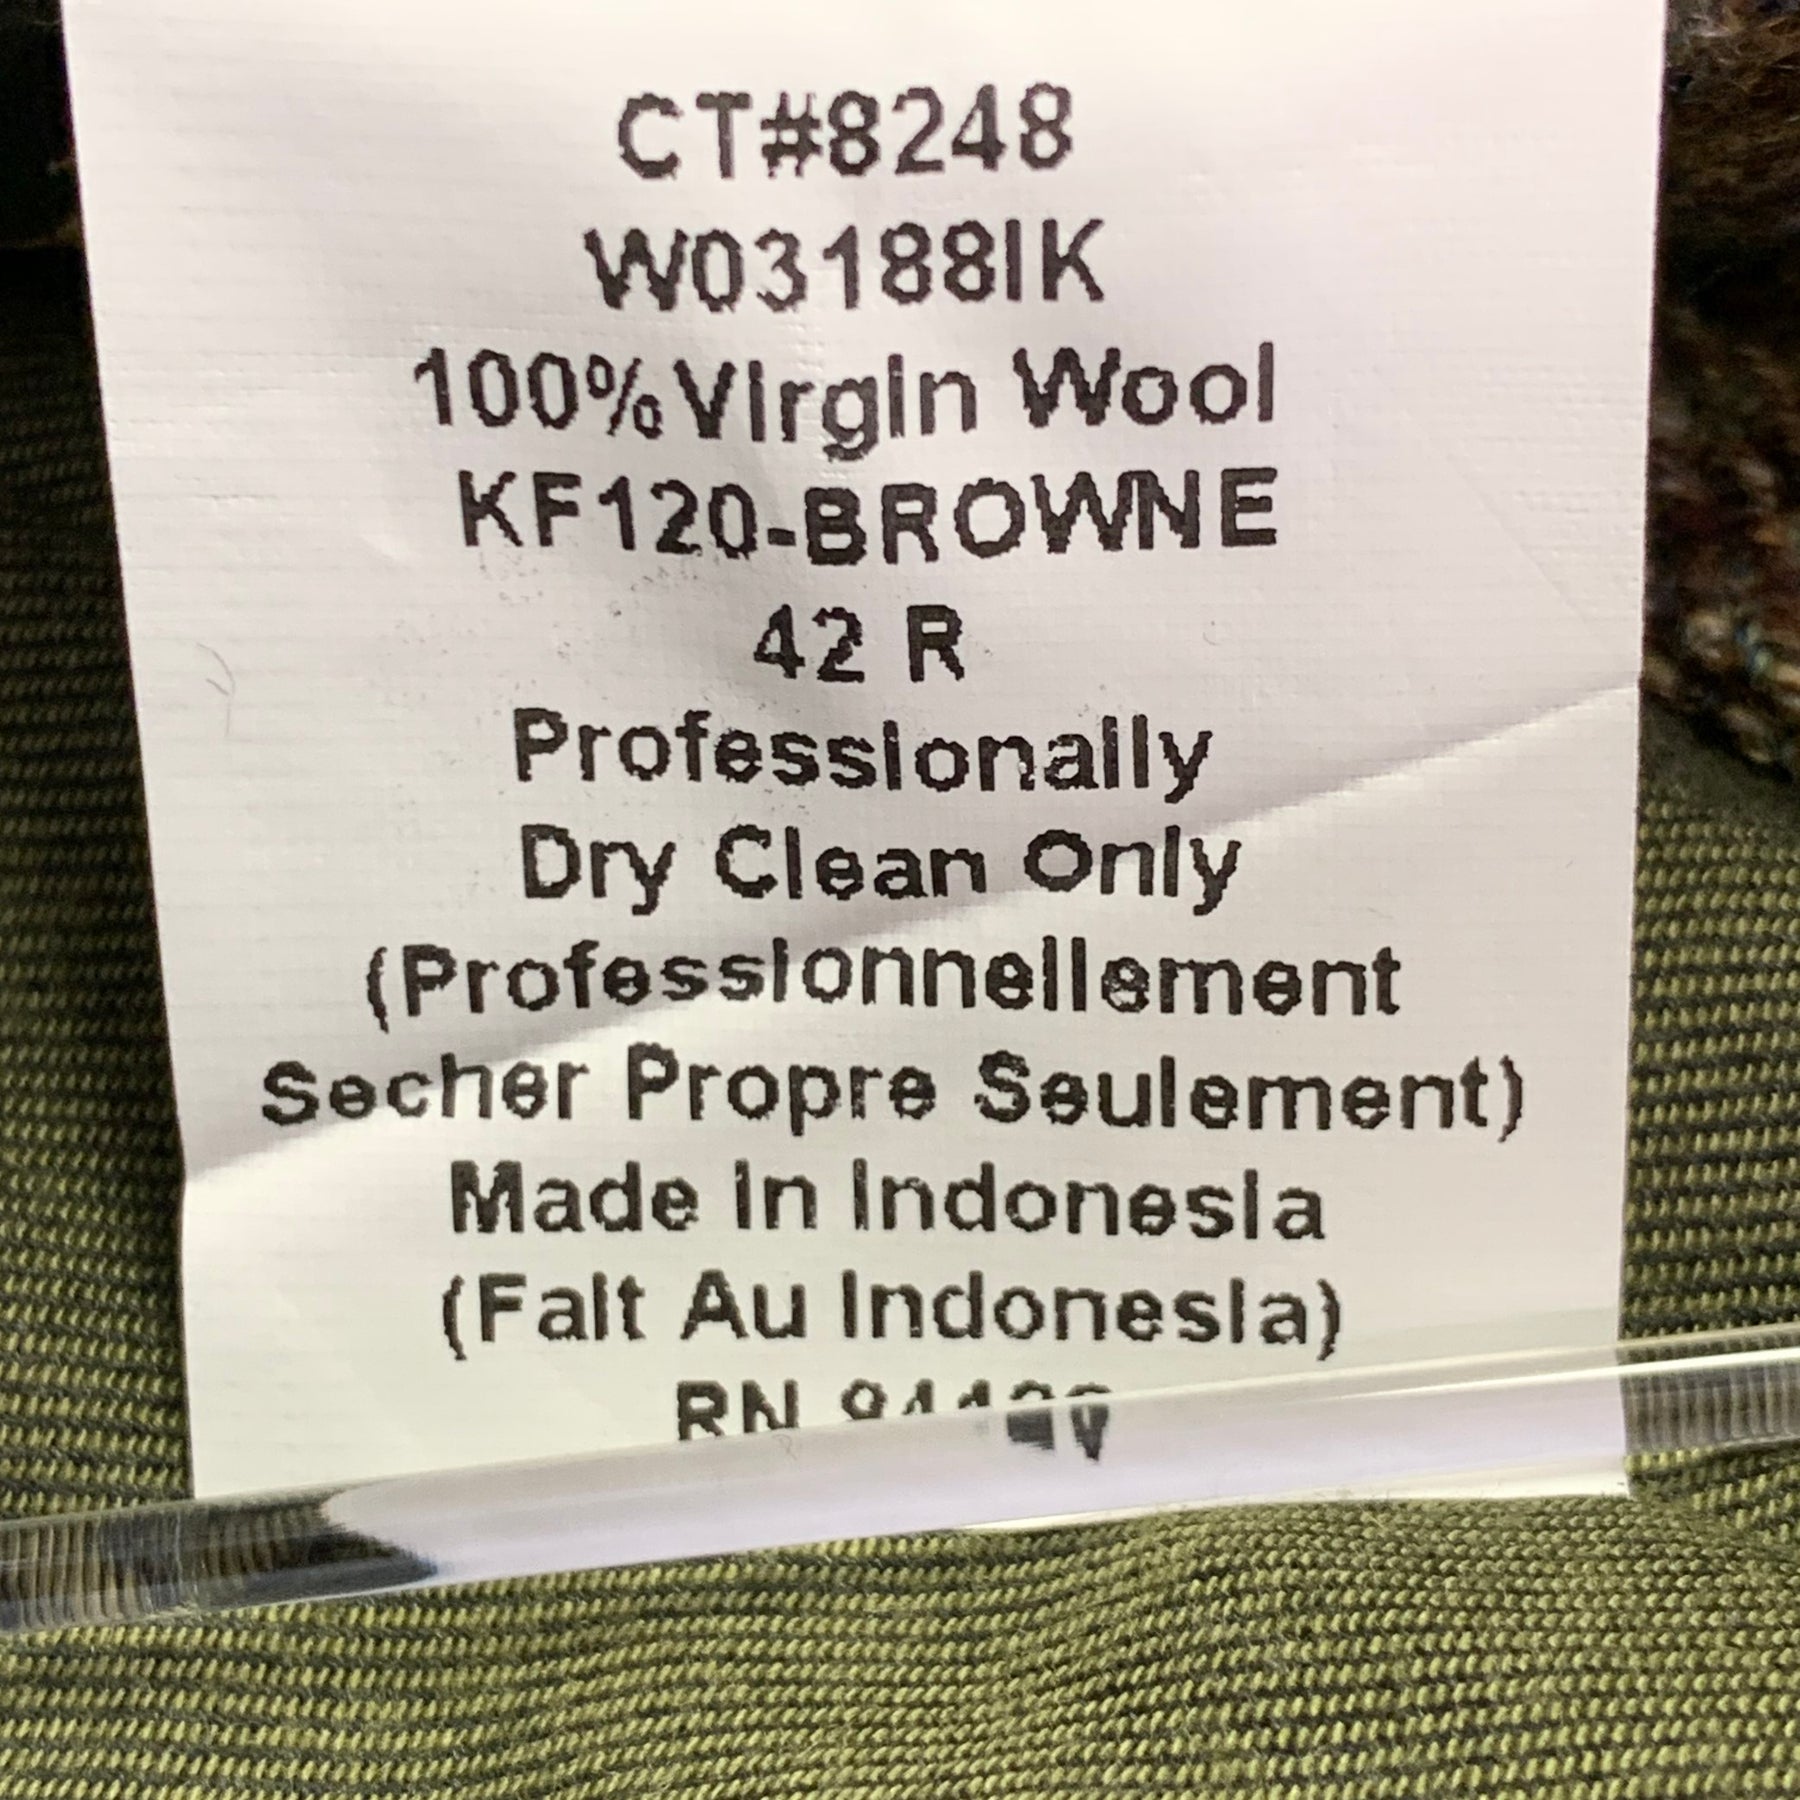 CT#8248
W03188IK
100% Virgin Wool
KF120-BROWNE
42 R
Professionally
Dry Clean Only
(Professionnellement
Secher Propre Seulement)
Made in Indonesia
(Fait Au Indonesia)
RN